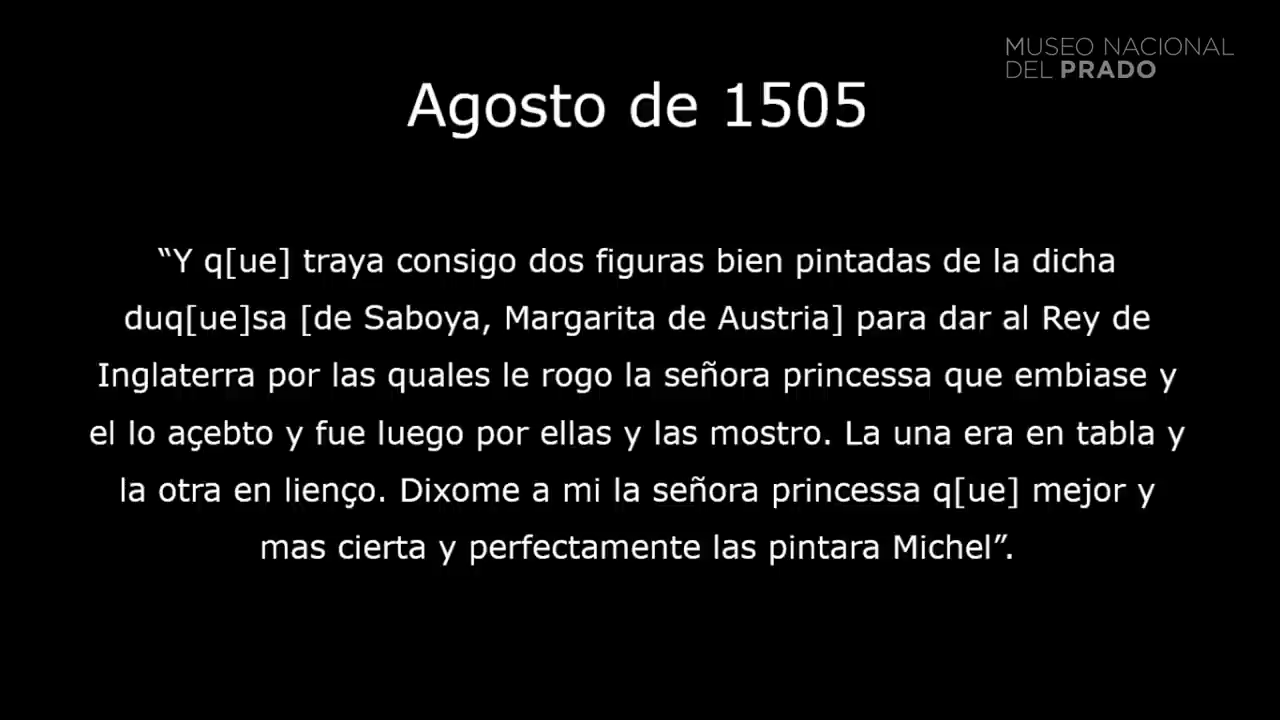 MUSEO NACIONAL
DEL PRADO
Agosto de 1505
“Y q[ue] traya consigo dos figuras bien pintadas de la dicha
duq[ue]sa [de Saboya, Margarita de Austria] para dar al Rey de
Inglaterra por las quales le rogo la señora princessa que embiase y
el lo açebto y fue luego por ellas y las mostro. La una era en tabla y
la otra en lienço. Dixome a mi la señora princessa q[ue] mejor y
mas cierta y perfectamente las pintara Michel”.